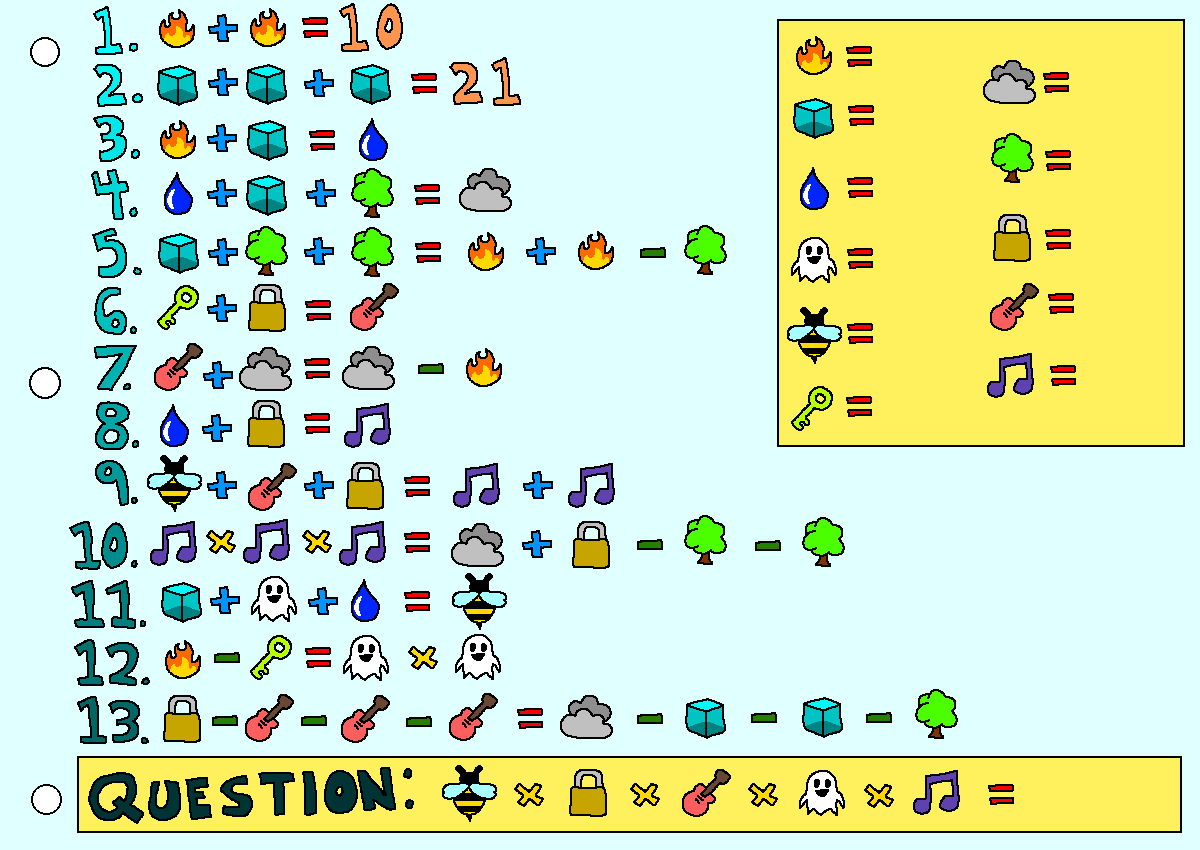 1. 🔥 + 🔥 = 10
2. 🧊 + 🧊 + 🧊 = 21
3. 🔥 + 🧊 = 💧
4. 💧 + 🧊 + 🌳 = ☁️
5. 🧊 + 🌳 + 🌳 = 🔥 + 🔥 - 🌳
6. 🔑 + 🔒 = 🎸
7. 🎸 + ☁️ = ☁️ - 🔥
8. 💧 + 🔒 = 🎵
9. 🐝 + 🎸 + 🔒 = 🎵 + 🎵
10. 🎵 × 🎵 × 🎵 = ☁️ + 🔒 - 🌳 - 🌳
11. 🧊 + 👻 + 💧 = 🐝
12. 🔥 - 🔑 = 👻 × 👻
13. 🔒 - 🎸 - 🎸 - 🎸 = ☁️ - 🧊 - 🧊 - 🌳
🔥 =
🧊 =
💧 =
👻 =
🐝 =
🔑 =
☁️ =
🌳 =
🔒 =
🎸 =
🎵 =
QUESTION: 🐝 × 🔒 × 🎸 × 👻 × 🎵 =